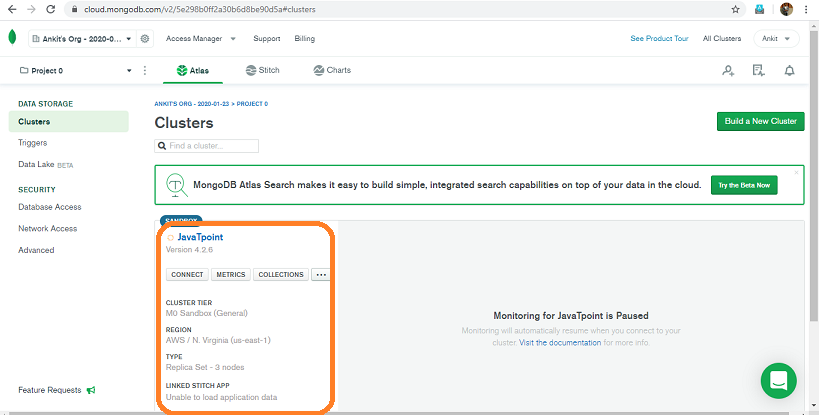 cloud.mongodb.com/v2/5e298b0ff2a30b6d8be90d5a#clusters
Ankit's Org - 2020-0...
Access Manager
Support
Billing
See Product Tour
All Clusters
Ankit
Project 0
Atlas
Stitch
Charts
DATA STORAGE
Clusters
Triggers
Data Lake BETA
SECURITY
Database Access
Network Access
Advanced
Feature Requests
ANKIT'S ORG - 2020-01-23 > PROJECT 0
Clusters
Build a New Cluster
Find a cluster...
MongoDB Atlas Search makes it easy to build simple, integrated search capabilities on top of your data in the cloud.
Try the Beta Now
SANDBOX
JavaTpoint
Version 4.2.6
CONNECT
METRICS
COLLECTIONS
...
CLUSTER TIER
M0 Sandbox (General)
REGION
AWS / N. Virginia (us-east-1)
TYPE
Replica Set - 3 nodes
LINKED STITCH APP
Unable to load application data
Monitoring for JavaTpoint is Paused
Monitoring will automatically resume when you connect to your
cluster. Visit the documentation for more info.